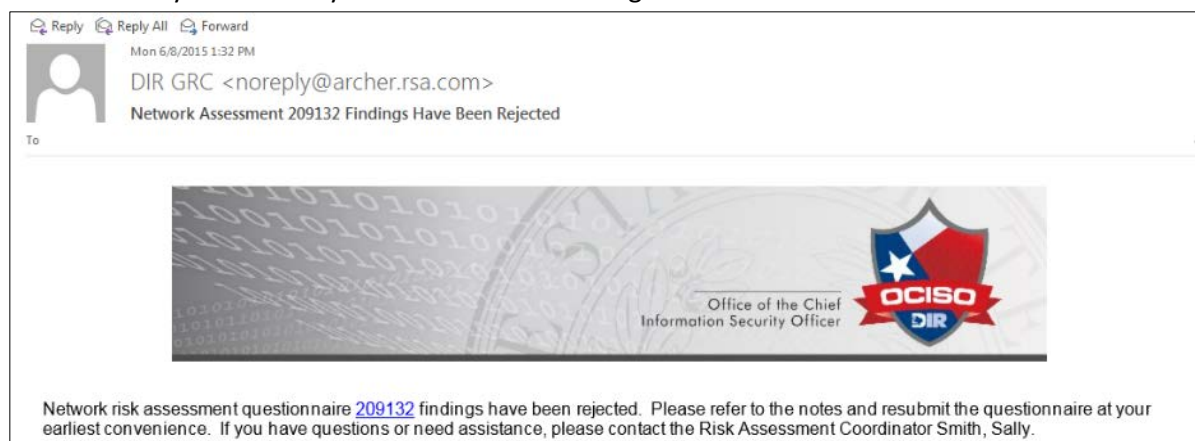 Reply Reply All Forward
Mon 6/8/2015 1:32 PM
DIR GRC <noreply@archer.rsa.com>
Network Assessment 209132 Findings Have Been Rejected
To
Office of the Chief
Information Security Officer
OCISO
DIR
Network risk assessment questionnaire 209132 findings have been rejected. Please refer to the notes and resubmit the questionnaire at your
earliest convenience. If you have questions or need assistance, please contact the Risk Assessment Coordinator Smith, Sally.